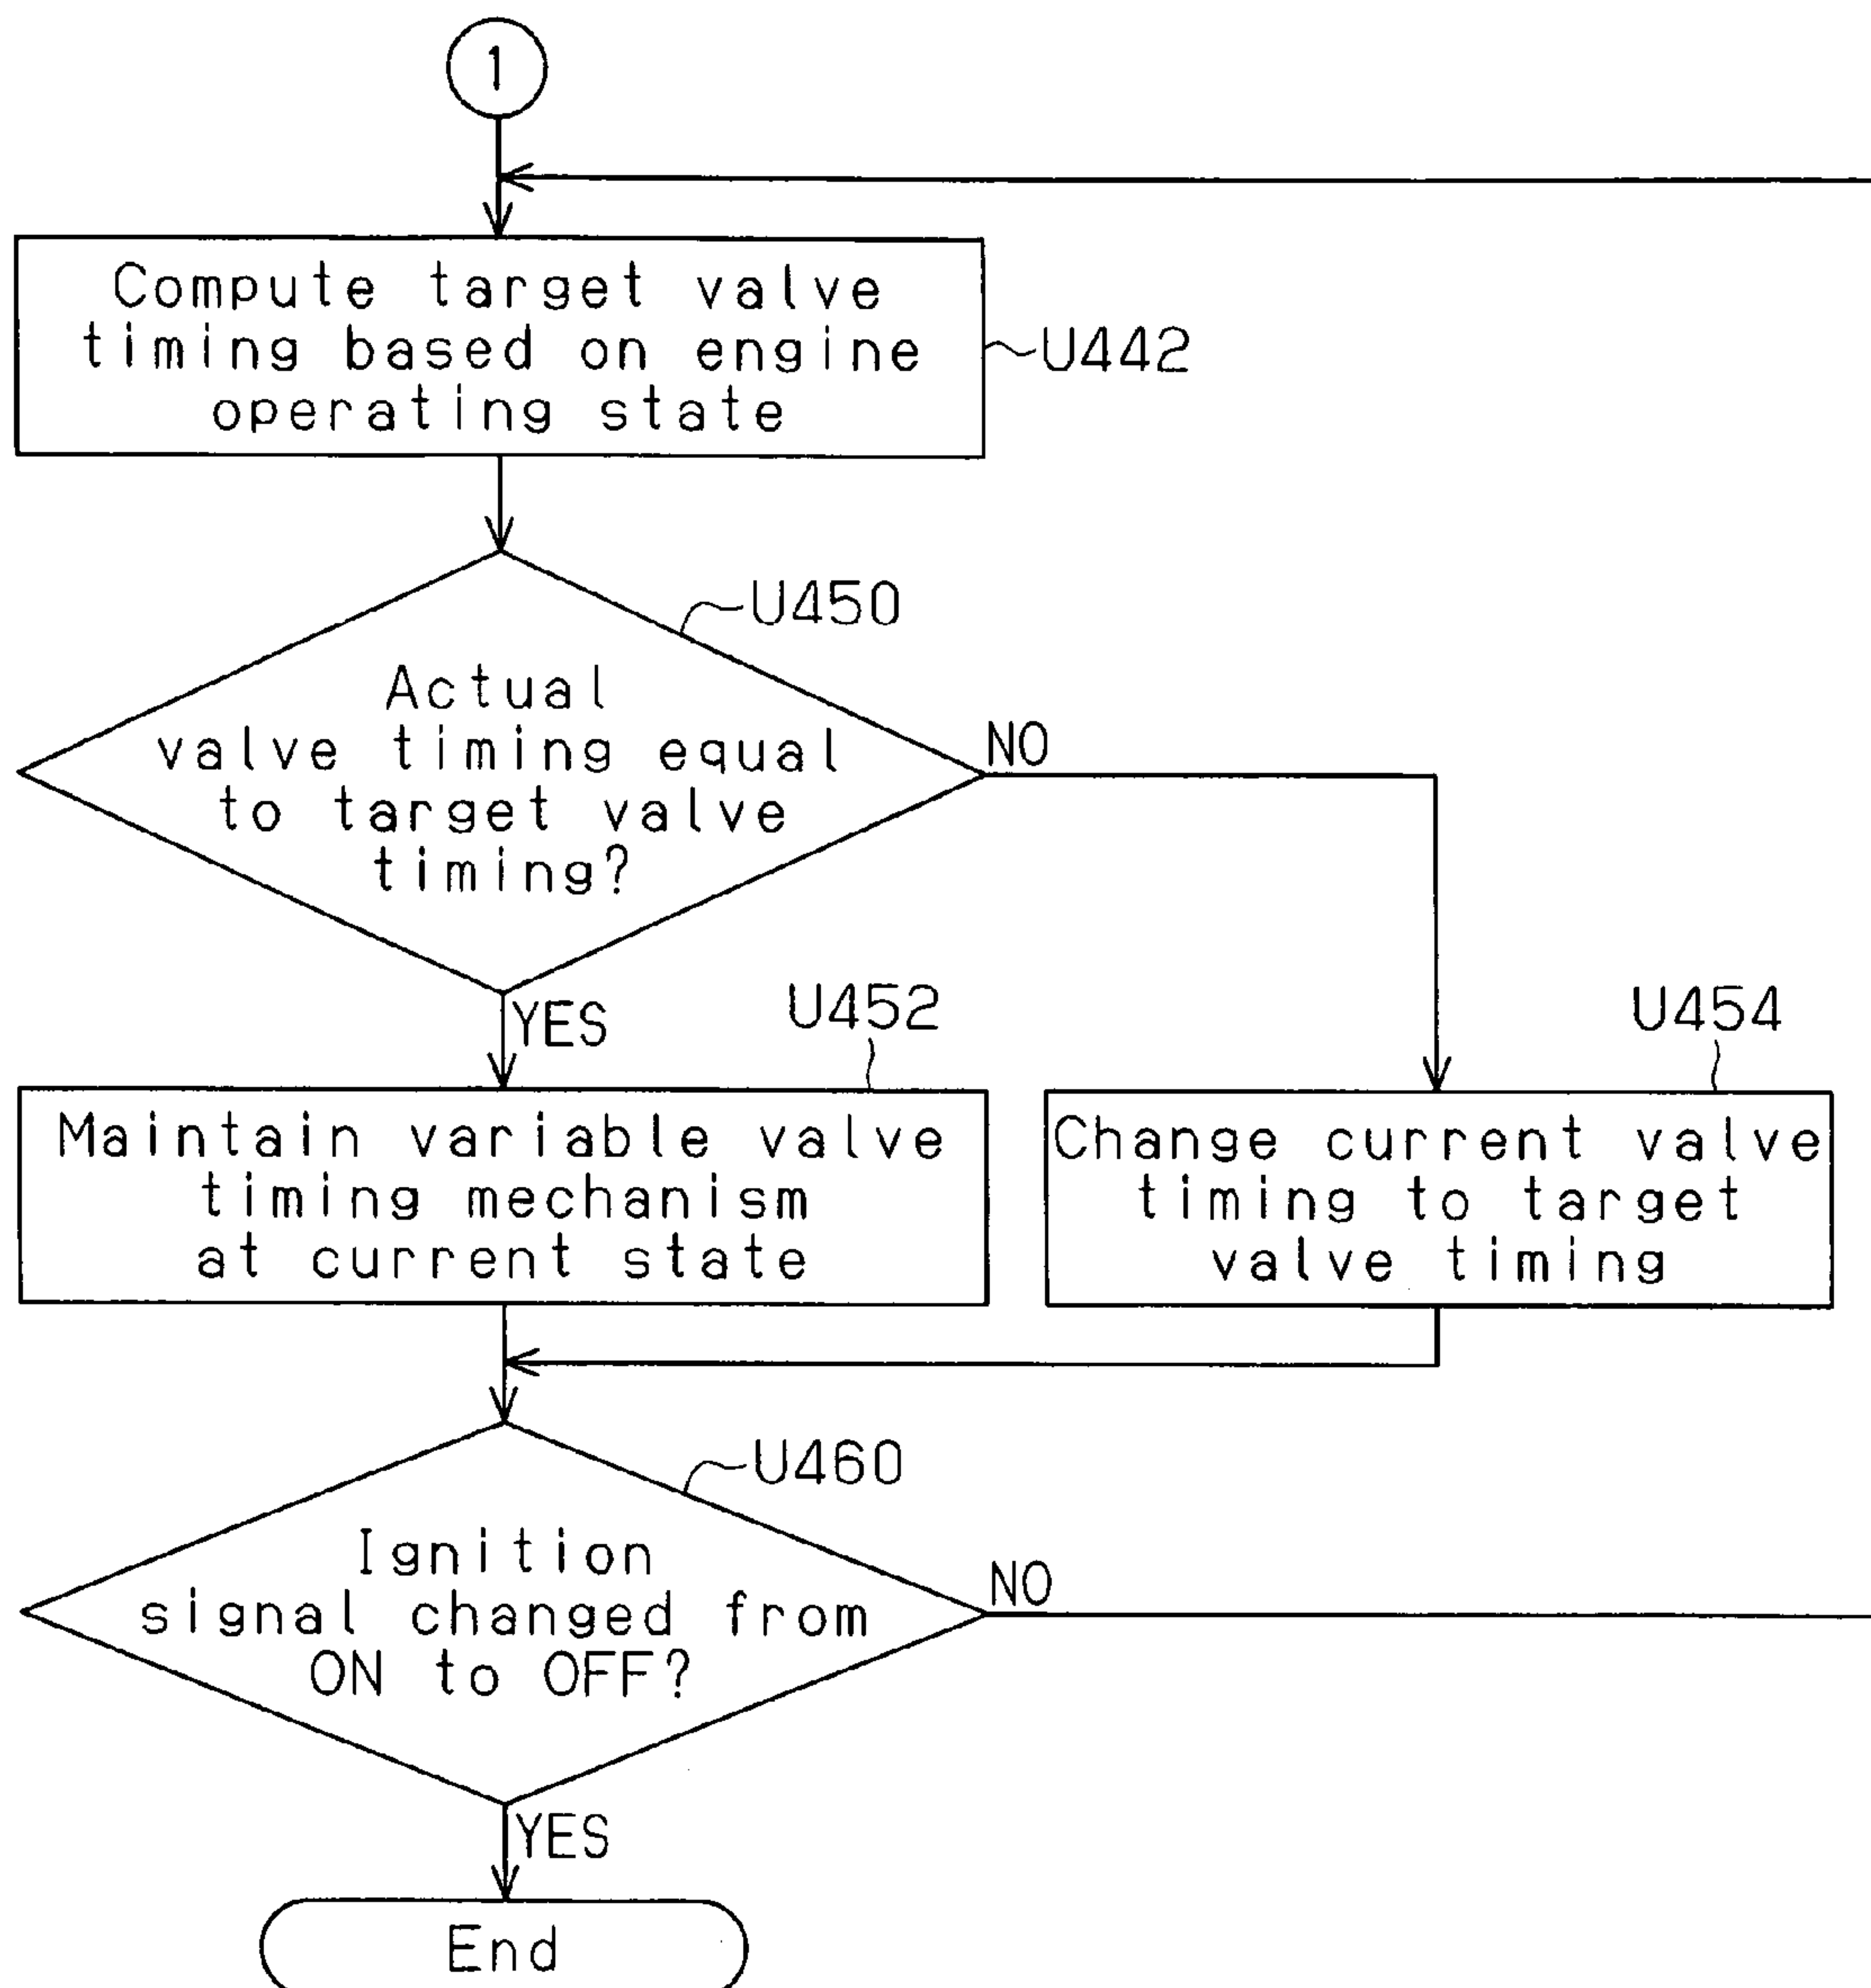 1
Compute target valve
timing based on engine
operating state
U442
U450
Actual
valve timing equal
to target valve
timing?
NO
YES
U452
U454
Maintain variable valve
timing mechanism
at current state
Change current valve
timing to target
valve timing
U460
Ignition
signal changed from
ON to OFF?
NO
YES
End